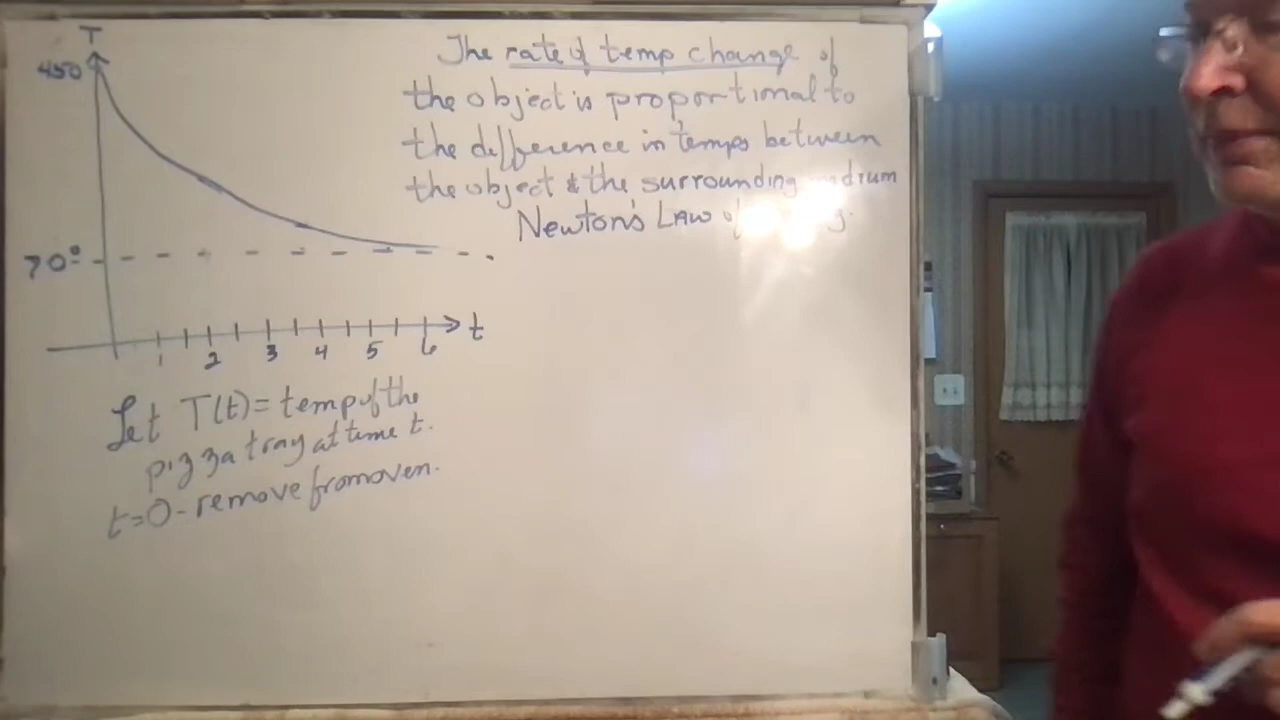 T
450
70°
1 2 3 4 5 6
t
The rate of temp change of
the object is proportional to
the difference in temps between
the object & the surrounding
Newton's Law of
Let T(t) = temp of the
pizza tray at time t.
t=0 - remove from oven.